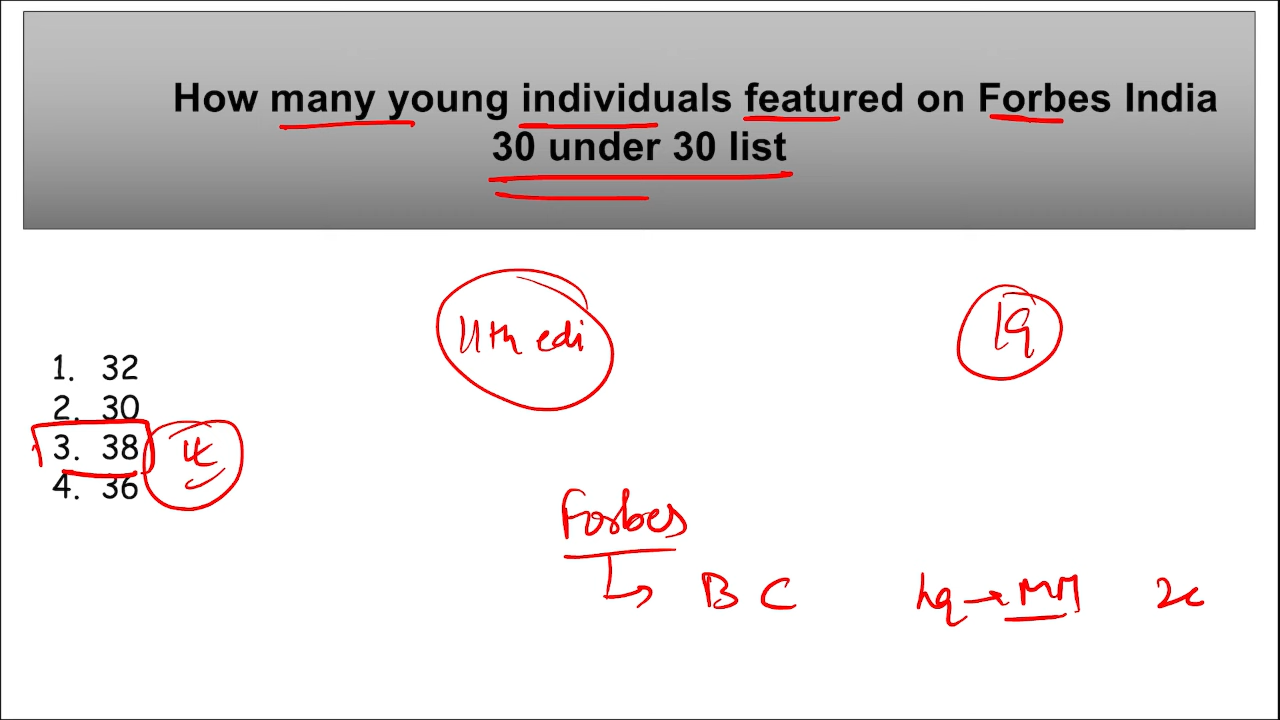 How many young individuals featured on Forbes India
30 under 30 list
11th edi
19
1. 32
2. 30
3. 38
4. 36
Forbes
B C
hq → MM